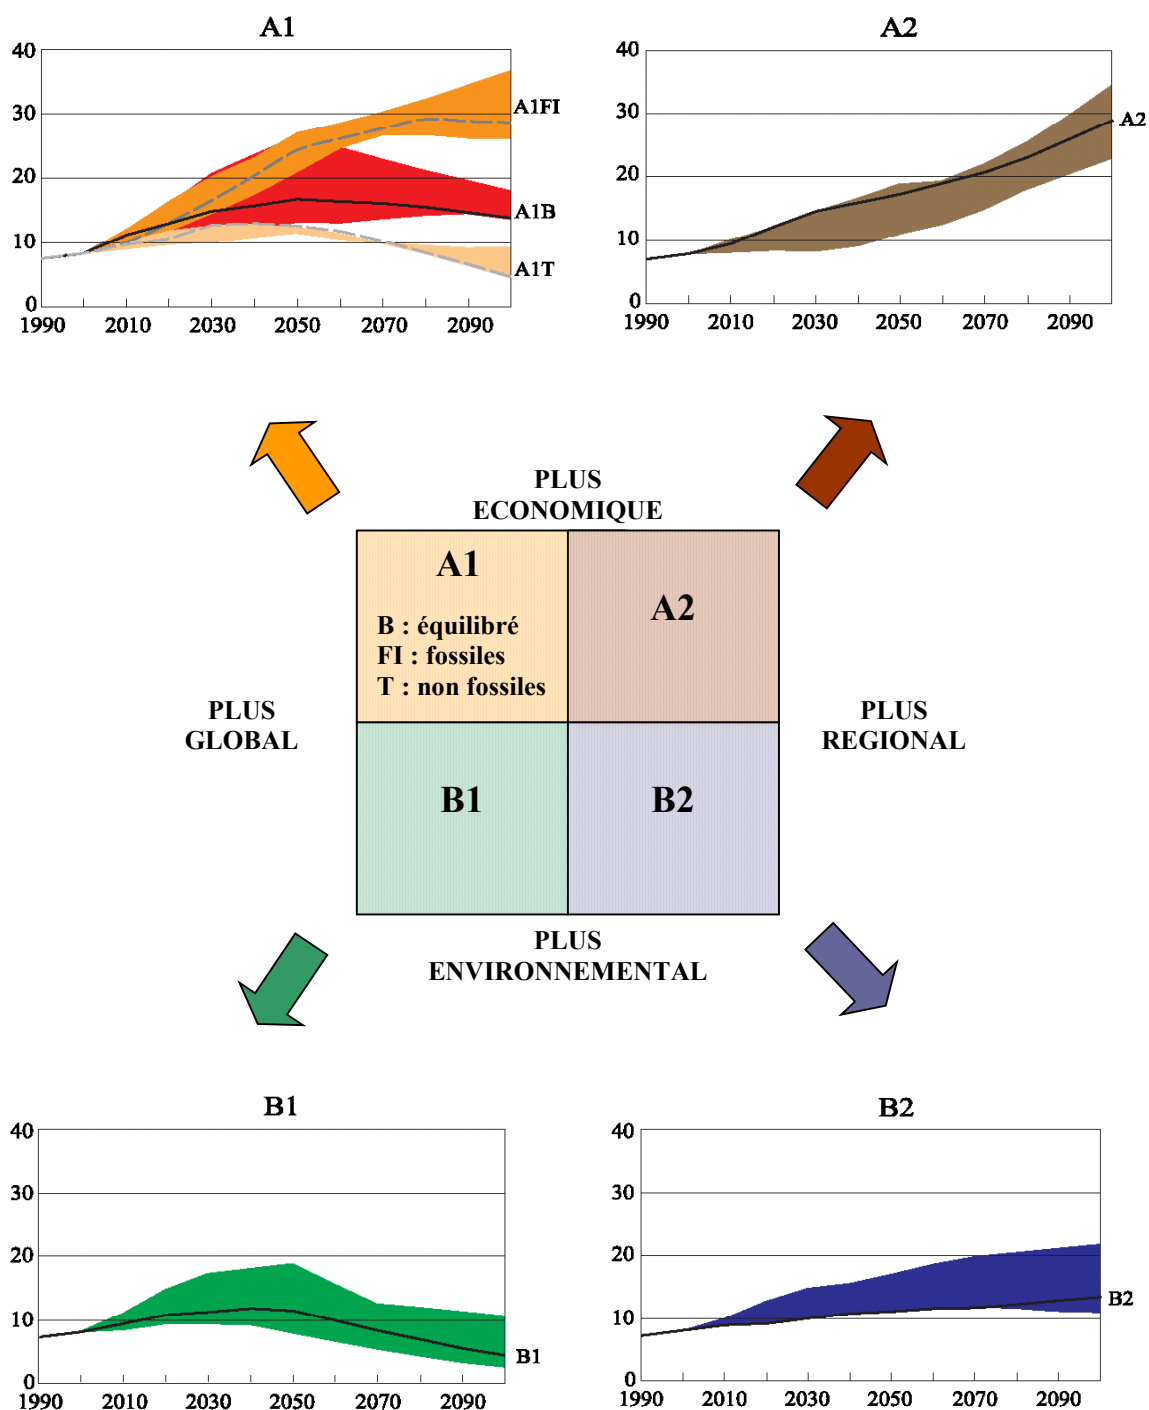 A1
40
30
20
10
0
A1FI
A1B
A1T
1990 2010 2030 2050 2070 2090
A2
40
30
20
10
0
A2
1990 2010 2030 2050 2070 2090
PLUS
ECONOMIQUE
A1
B : équilibré
FI : fossiles
T : non fossiles
A2
PLUS
GLOBAL
PLUS
REGIONAL
B1
B2
PLUS
ENVIRONNEMENTAL
B1
40
30
20
10
0
B1
1990 2010 2030 2050 2070 2090
B2
40
30
20
10
0
B2
1990 2010 2030 2050 2070 2090